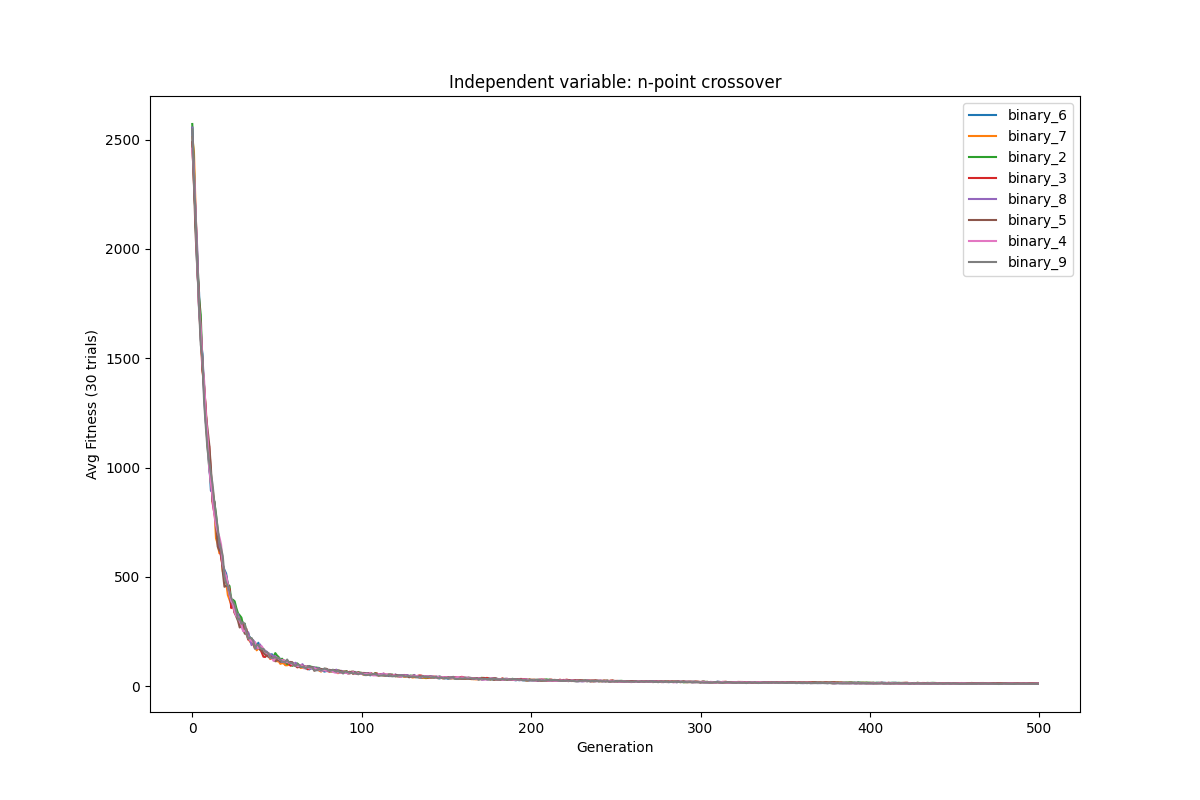 Independent variable: n-point crossover
binary_6
binary_7
binary_2
binary_3
binary_8
binary_5
binary_4
binary_9
Avg Fitness (30 trials)
2500
2000
1500
1000
500
0
0 100 200 300 400 500
Generation